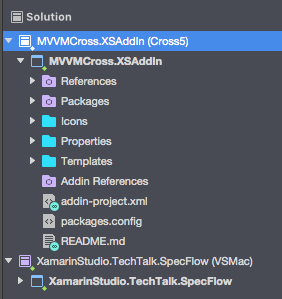 Solution
MVVMCross.XSAddIn (Cross5)
MVVMCross.XSAddIn
References
Packages
Icons
Properties
Templates
Addin References
addin-project.xml
packages.config
README.md
XamarinStudio.TechTalk.SpecFlow (VSMac)
XamarinStudio.TechTalk.SpecFlow